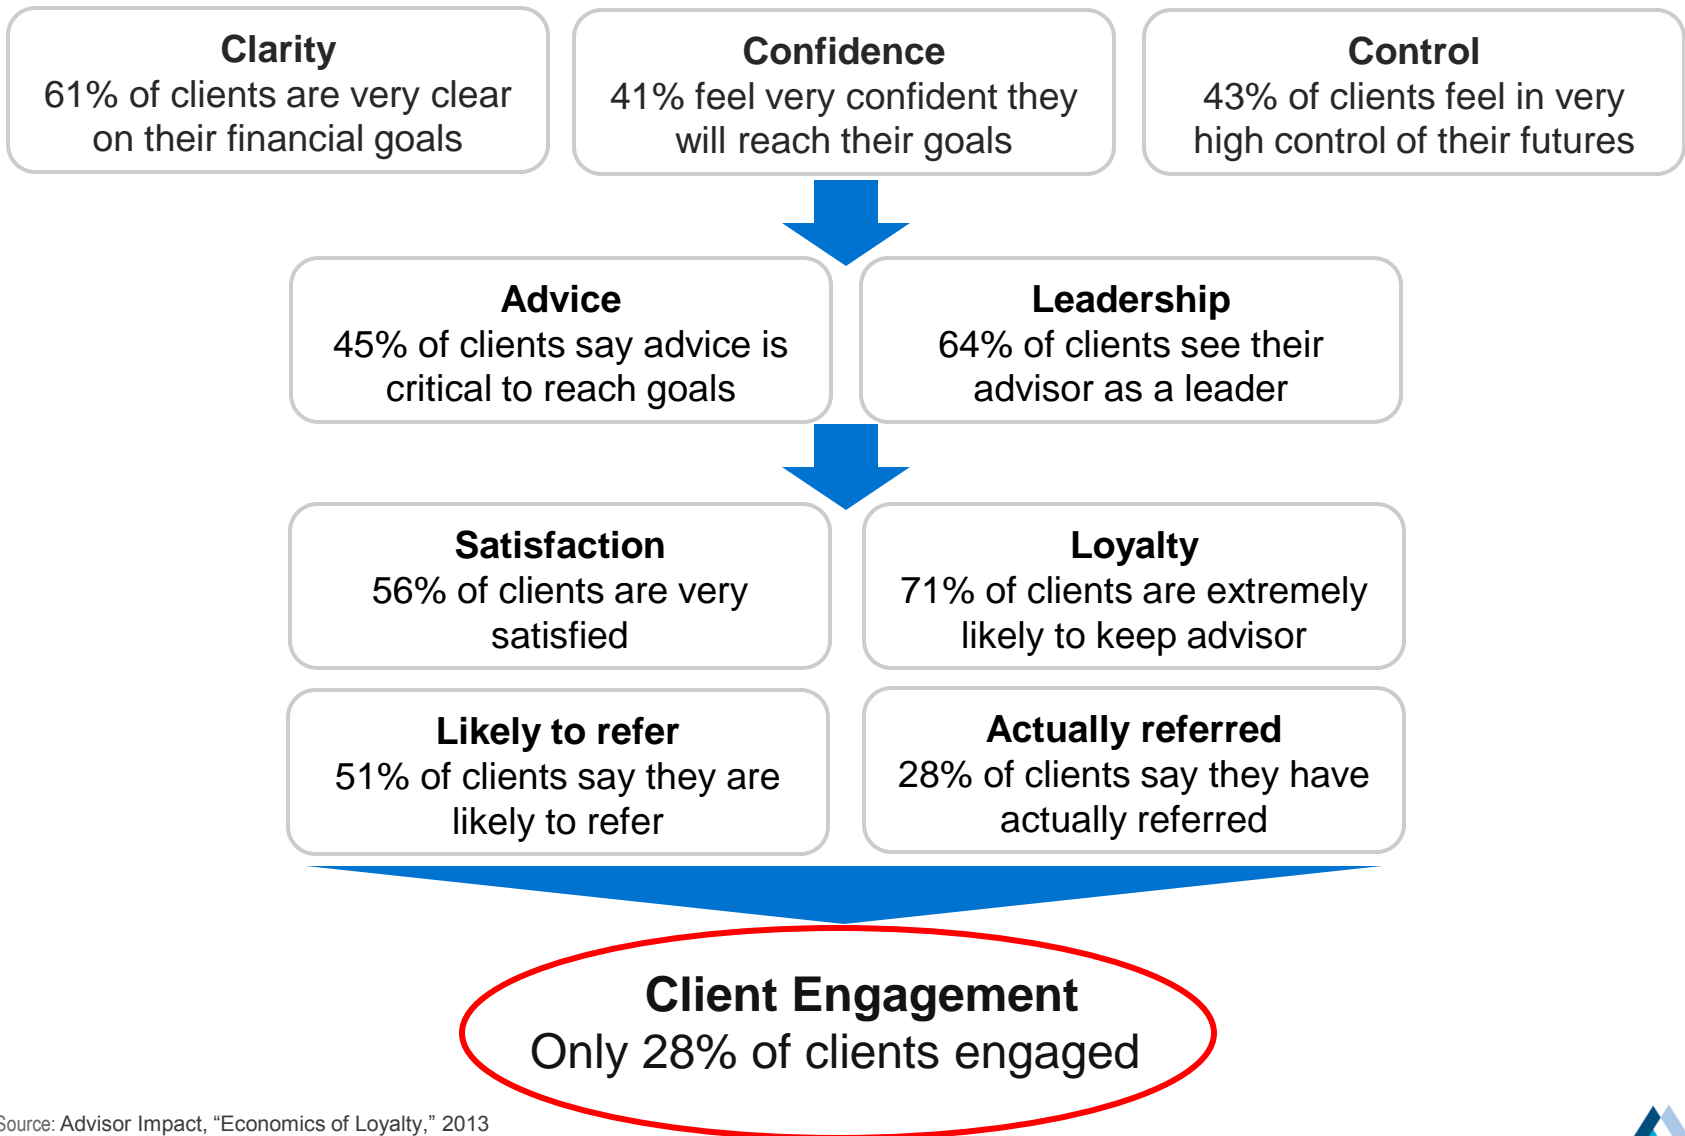 Clarity
61% of clients are very clear
on their financial goals
Confidence
41% feel very confident they
will reach their goals
Control
43% of clients feel in very
high control of their futures
Advice
45% of clients say advice is
critical to reach goals
Leadership
64% of clients see their
advisor as a leader
Satisfaction
56% of clients are very
satisfied
Loyalty
71% of clients are extremely
likely to keep advisor
Likely to refer
51% of clients say they are
likely to refer
Actually referred
28% of clients say they have
actually referred
Client Engagement
Only 28% of clients engaged
Source: Advisor Impact, “Economics of Loyalty,” 2013